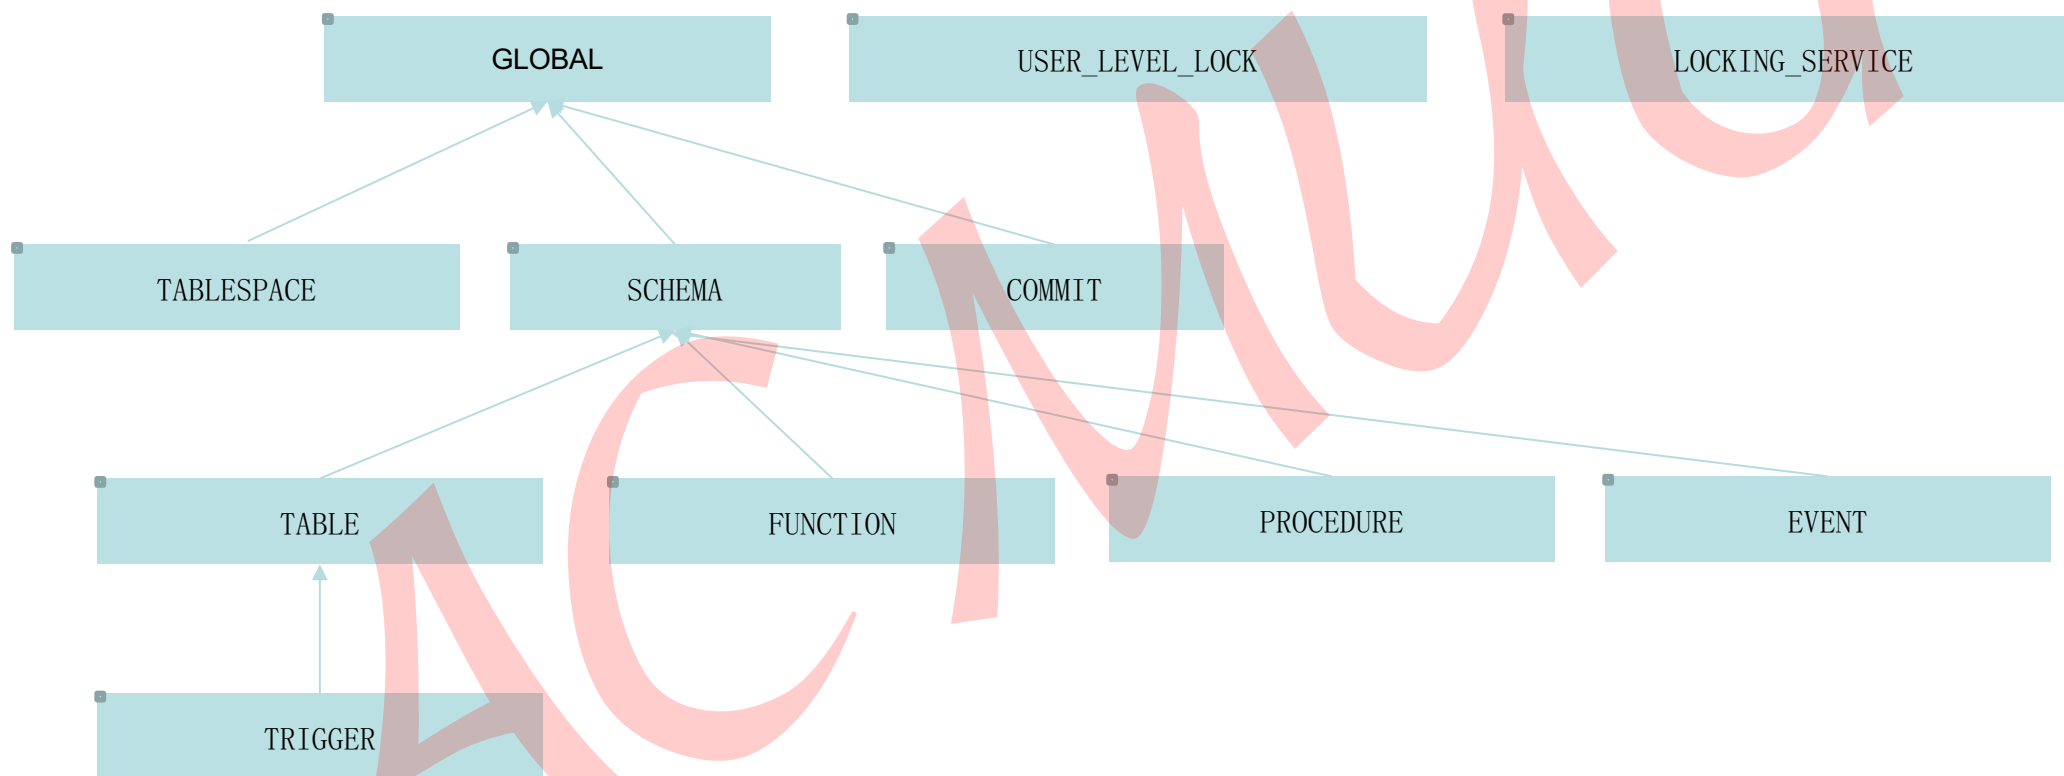 GLOBAL
USER_LEVEL_LOCK
LOCKING_SERVICE
TABLESPACE
SCHEMA
COMMIT
TABLE
FUNCTION
PROCEDURE
EVENT
TRIGGER
ACMUG